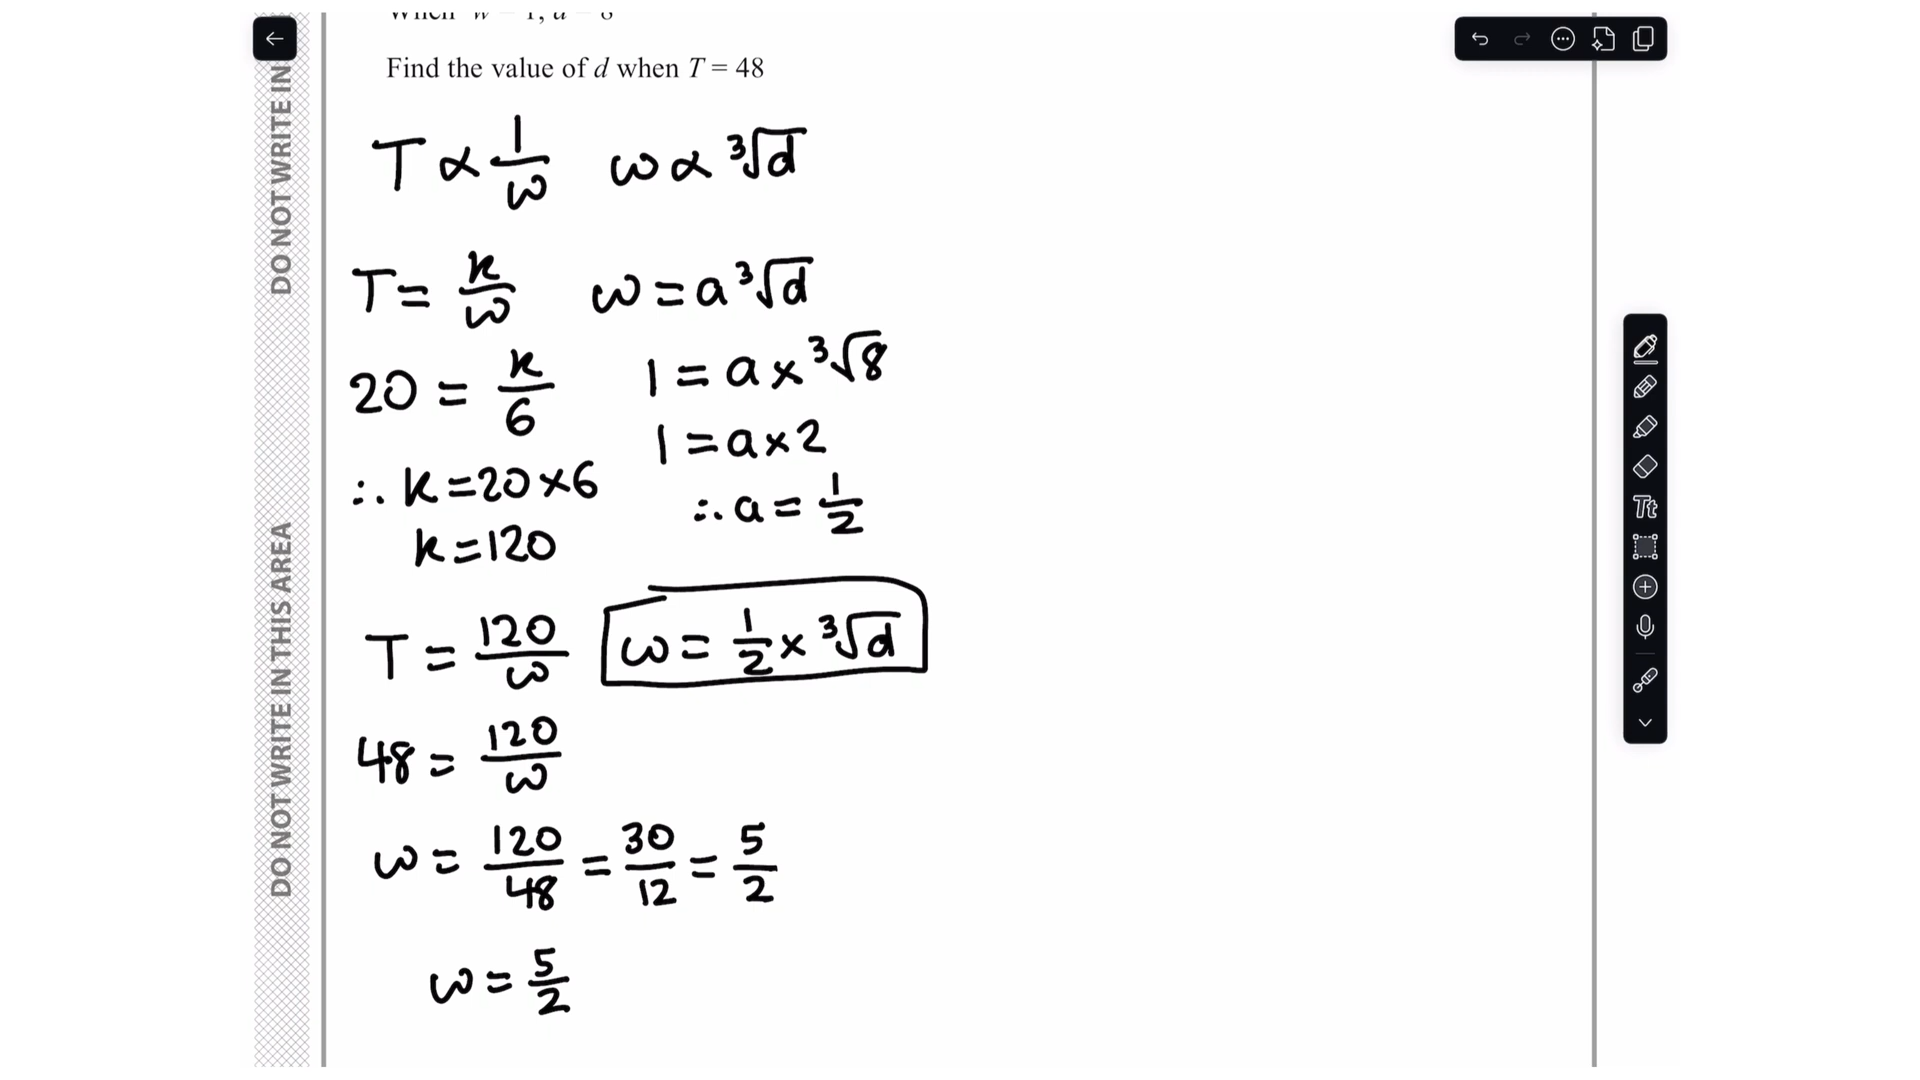 Find the value of d when T = 48
T ∝ 1/w    w ∝ ³√d
T = k/w    w = a ³√d
20 = k/6    1 = a × ³√8
1 = a × 2
∴ k = 20 × 6
∴ a = 1/2
k = 120
T = 120/w    w = 1/2 × ³√d
48 = 120/w
w = 120/48 = 30/12 = 5/2
w = 5/2
DO NOT WRITE IN
DO NOT WRITE IN THIS AREA
Tt